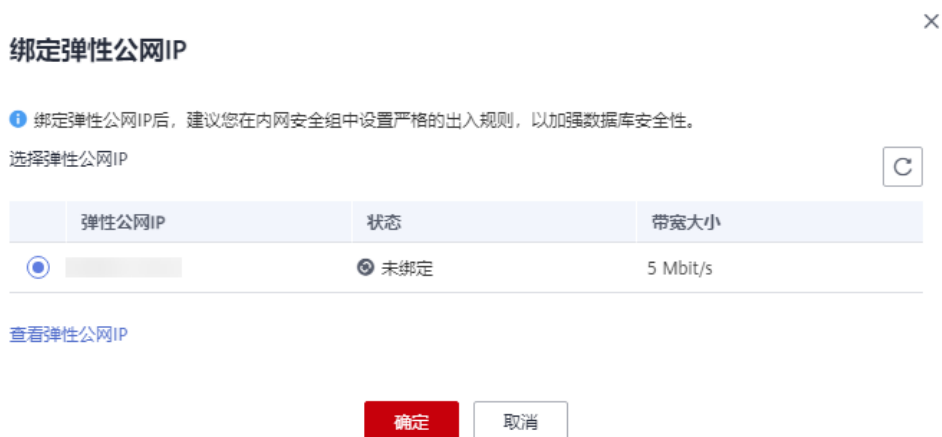 绑定弹性公网IP
绑定弹性公网IP后，建议您在内网安全组中设置严格的出入规则，以加强数据库安全性。
选择弹性公网IP
弹性公网IP 状态 带宽大小
未绑定 5 Mbit/s
查看弹性公网IP
确定 取消